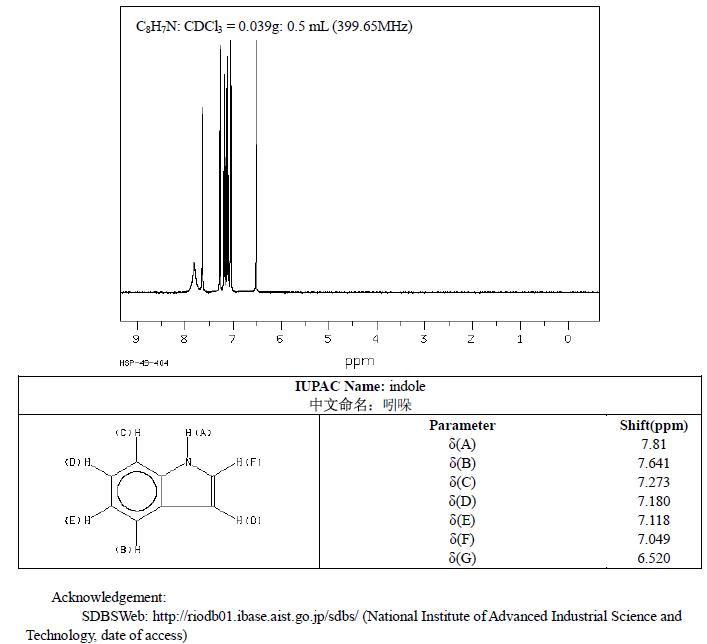 C₈H₇N: CDCl₃ = 0.039g: 0.5 mL (399.65MHz)
9 8 7 6 5 4 3 2 1 0
HSP-49-404
ppm
IUPAC Name: indole
中文命名：吲哚
(C)H H(A)
(D)H N H(F)
(E)H H(G)
(B)H
Parameter Shift(ppm)
δ(A) 7.81
δ(B) 7.641
δ(C) 7.273
δ(D) 7.180
δ(E) 7.118
δ(F) 7.049
δ(G) 6.520
Acknowledgement:
SDBSWeb: http://riodb01.ibase.aist.go.jp/sdbs/ (National Institute of Advanced Industrial Science and
Technology, date of access)